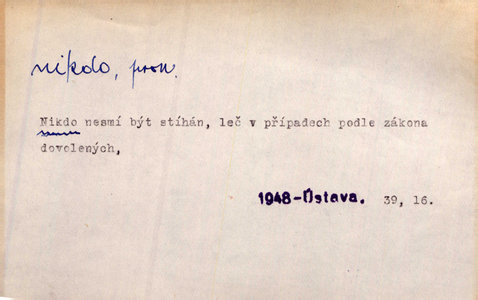 nikdo, pron.
Nikdo nesmí být stíhán, leč v případech podle zákona
dovolených,
1948-Ústava. 39, 16.